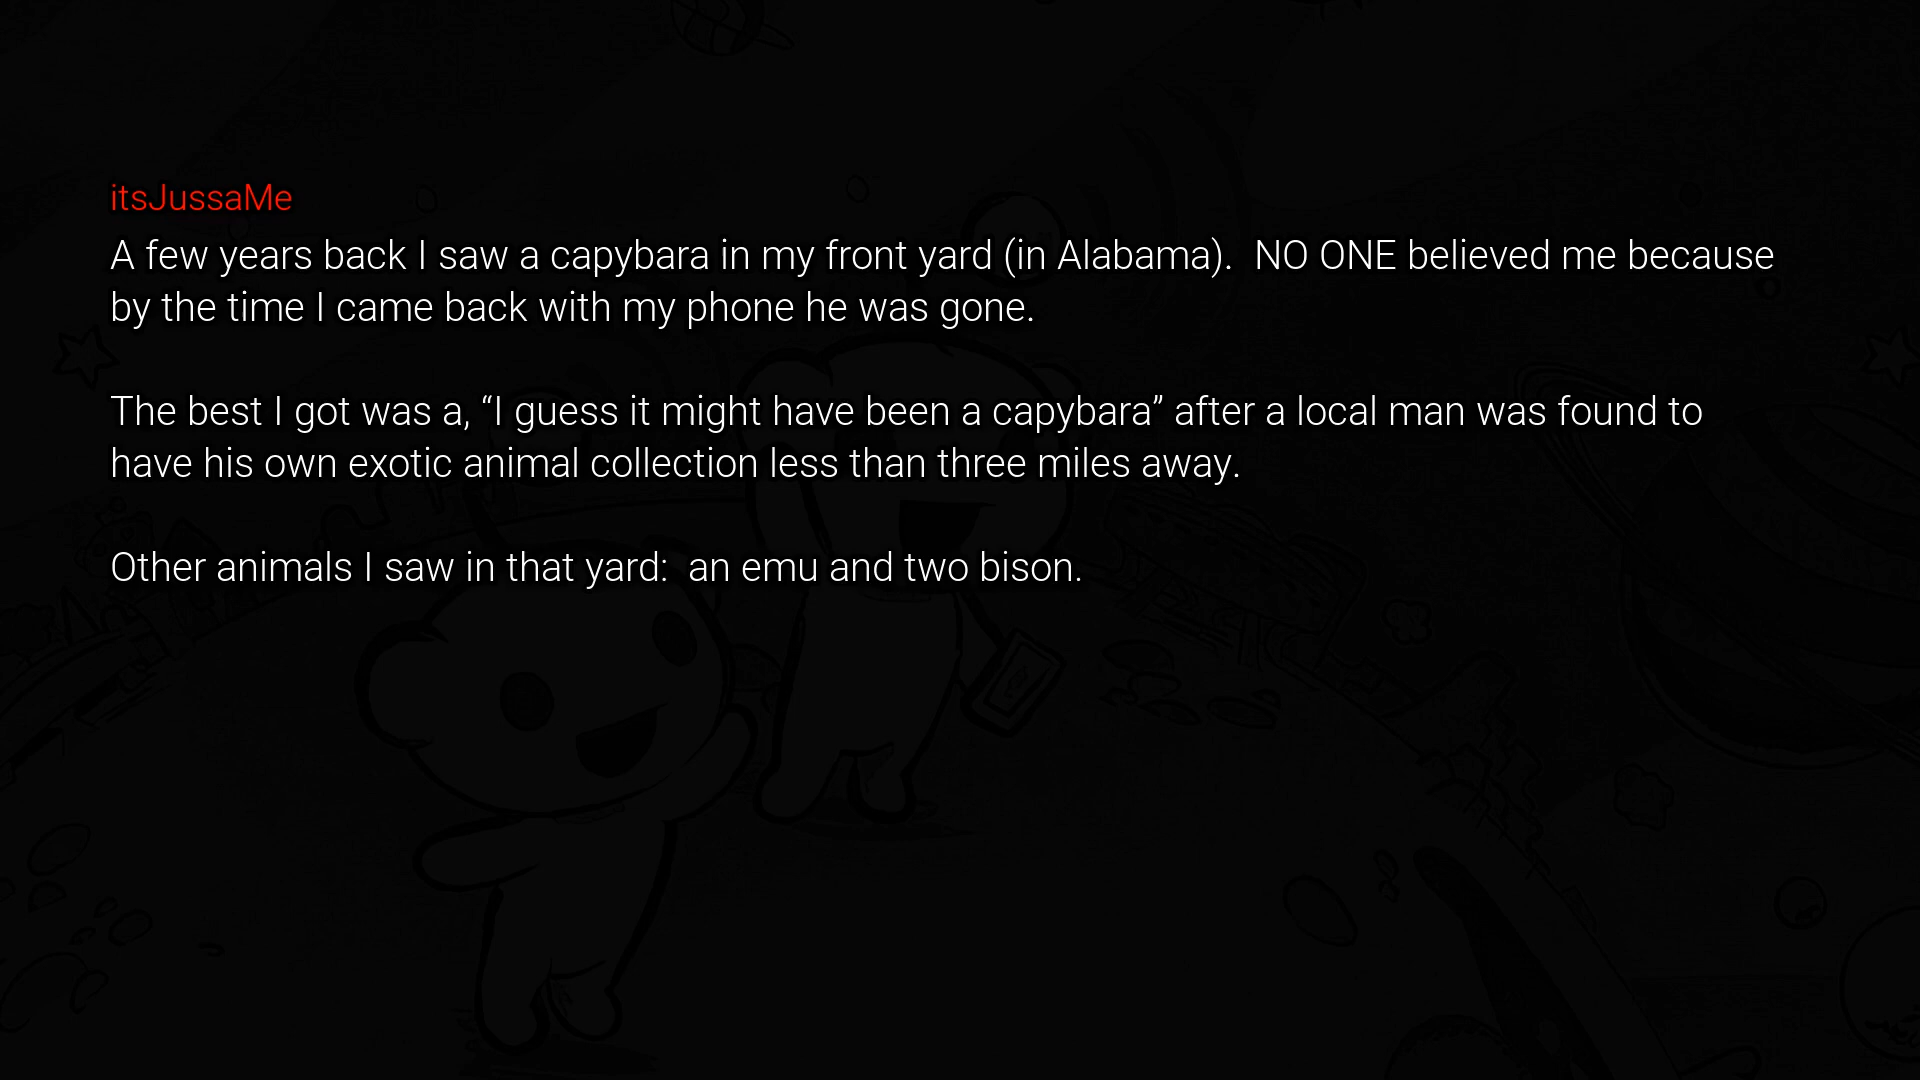 itsJussaMe
A few years back I saw a capybara in my front yard (in Alabama).  NO ONE believed me because
by the time I came back with my phone he was gone.
The best I got was a, “I guess it might have been a capybara” after a local man was found to
have his own exotic animal collection less than three miles away.
Other animals I saw in that yard:  an emu and two bison.